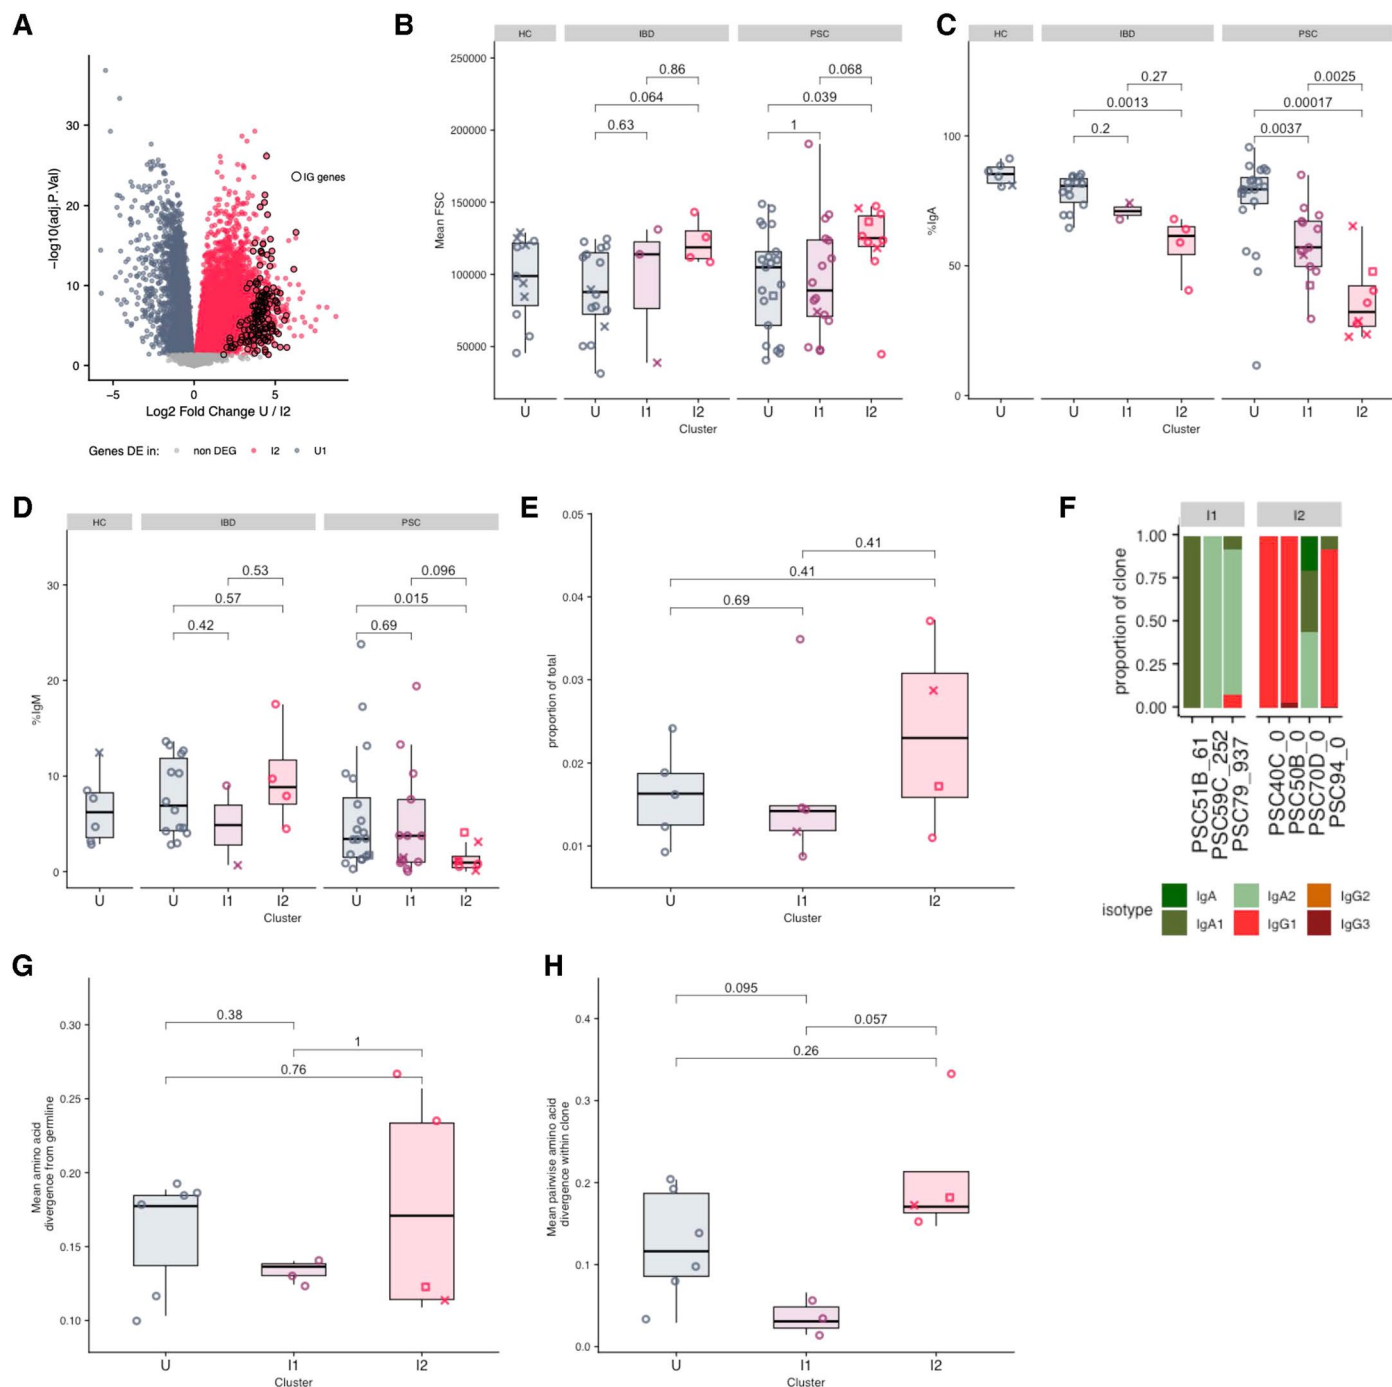 A
−log10(adj.P.Val)
30
20
10
0
IG genes
−5
0
5
Log2 Fold Change U / I2
Genes DE in: non DEG I2 U1
B
HC IBD PSC
Mean FSC
250000
200000
150000
100000
50000
0.86
0.064
0.63
0.068
0.039
1
U U I1 I2 U I1 I2
Cluster
C
HC IBD PSC
%IgA
100
50
0
0.27
0.0013
0.2
0.0025
0.00017
0.0037
U U I1 I2 U I1 I2
Cluster
D
HC IBD PSC
%IgM
30
20
10
0
0.53
0.57
0.42
0.096
0.015
0.69
U U I1 I2 U I1 I2
Cluster
E
proportion of total
0.05
0.04
0.03
0.02
0.01
0.41
0.41
0.69
U I1 I2
Cluster
F
I1 I2
proportion of clone
1.00
0.75
0.50
0.25
0.00
PSC51B_61
PSC59C_252
PSC79_937
PSC40C_0
PSC50B_0
PSC70D_0
PSC94_0
isotype
IgA IgA2 IgG2
IgA1 IgG1 IgG3
G
Mean amino acid
divergence from germline
0.30
0.25
0.20
0.15
0.10
0.38
1
0.76
U I1 I2
Cluster
H
Mean pairwise amino acid
divergence within clone
0.4
0.3
0.2
0.1
0.0
0.095
0.057
0.26
U I1 I2
Cluster